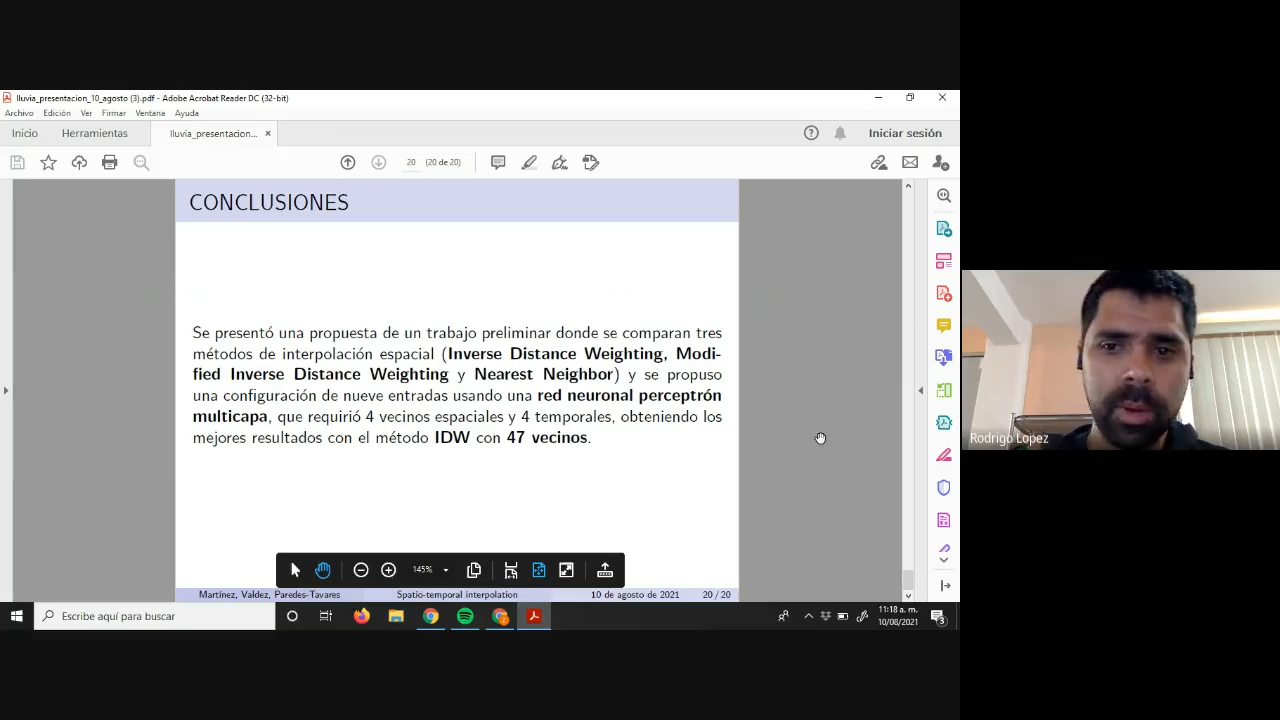 lluvia_presentacion_10_agosto (3).pdf - Adobe Acrobat Reader DC (32-bit)
Archivo Edición Ver Firmar Ventana Ayuda
Inicio Herramientas lluvia_presentacion... × Iniciar sesión
20 (20 de 20)
CONCLUSIONES
Se presentó una propuesta de un trabajo preliminar donde se comparan tres
métodos de interpolación espacial (Inverse Distance Weighting, Modi-
fied Inverse Distance Weighting y Nearest Neighbor) y se propuso
una configuración de nueve entradas usando una red neuronal perceptrón
multicapa, que requirió 4 vecinos espaciales y 4 temporales, obteniendo los
mejores resultados con el método IDW con 47 vecinos.
Rodrigo Lopez
145%
Martínez, Valdez, Paredes-Tavares Spatio-temporal interpolation 10 de agosto de 2021 20 / 20
Escribe aquí para buscar
11:18 a. m.
10/08/2021
3